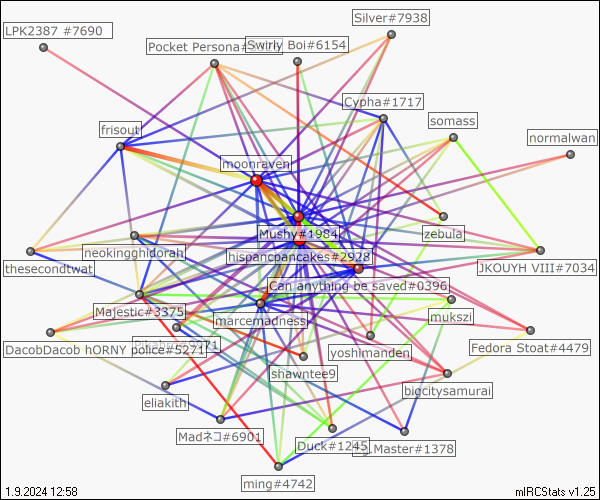 Silver#7938
LPK2387 #7690
Pocket Persona#
Swirly Boi#6154
Cypha#1717
somass
frisout
normalwan
moonraven
Mushy#1984
zebula
neokingghidorah
hispancpancakes#2928
thesecondtwat
JKOUYH VIII#7034
Can anything be saved#0396
Majestic#3375
marcemadness
mukszi
DacobDacob hORNY police#5271
yoshimanden
Fedora Stoat#4479
shawntee9
bigcitysamurai
eliakith
Madネコ#6901
Duck#1245
Master#1378
ming#4742
1.9.2024 12:58
mIRCStats v1.25